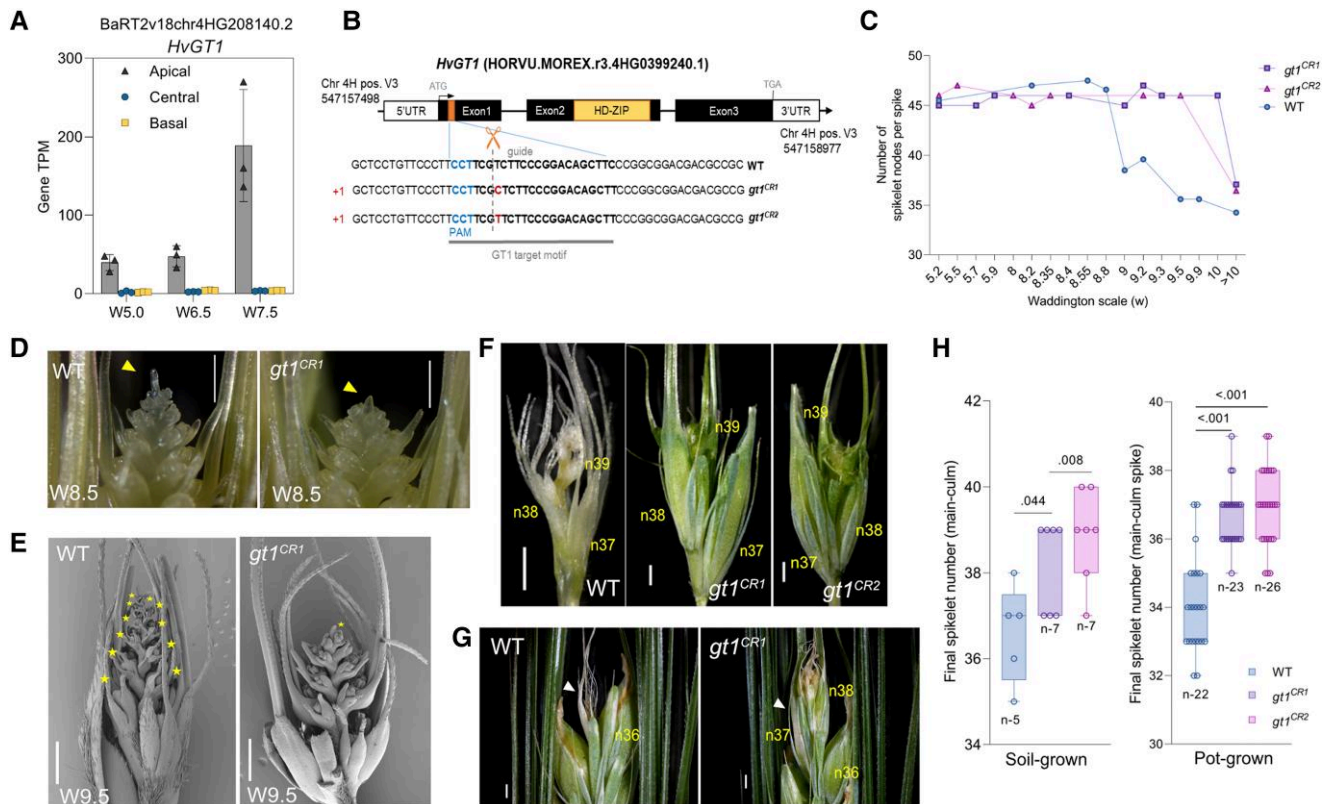 A
BaRT2v18chr4HG208140.2
HvGT1
300
200
100
0
Gene TPM
Apical
Central
Basal
W5.0 W6.5 W7.5
B
HvGT1 (HORVU.MOREX.r3.4HG0399240.1)
Chr 4H pos. V3
547157498
ATG
TGA
5'UTR Exon1 Exon2 HD-ZIP Exon3 3'UTR
Chr 4H pos. V3
547158977
guide
GCTCCTGTTCCCTTCCTTCGTCTTCCCGGACAGCTTCCCGGCGGACGACGCCGC WT
+1 GCTCCTGTTCCCTTCCTTCGCTCTTCCCGGACAGCTTCCCGGCGGACGACGCCG gt1CR1
+1 GCTCCTGTTCCCTTCCTTCGTTCTTCCCGGACAGCTTCCCGGCGGACGACGCCG gt1CR2
PAM
GT1 target motif
C
50
45
40
35
30
Number of
spikelet nodes per spike
gt1CR1
gt1CR2
WT
5.2 5.5 5.7 5.9 8 8.2 8.35 8.4 8.55 8.8 9 9.2 9.3 9.5 9.9 10 >10
Waddington scale (w)
D
WT
W8.5
gt1CR1
W8.5
E
WT
W9.5
gt1CR1
W9.5
F
n39
n38
n37
WT
n39
n38
n37
gt1CR1
n39
n38
n37
gt1CR2
G
WT
n36
gt1CR1
n38
n37
n36
H
Final spikelet number (main-culm)
42
40
38
36
34
.008
.044
n-5
n-7
n-7
Soil-grown
Final spikelet number (main-culm spike)
40
38
36
34
32
30
<.001
<.001
n-22
n-23
n-26
Pot-grown
WT
gt1CR1
gt1CR2